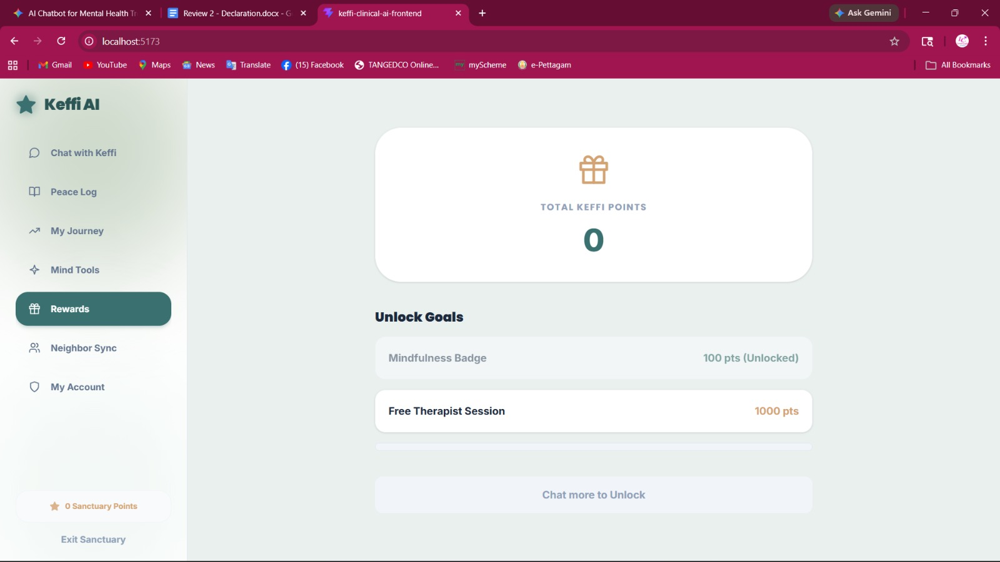 AI Chatbot for Mental Health Tr
Review 2 - Declaration.docx - G
keffi-clinical-ai-frontend
Ask Gemini
localhost:5173
Gmail
YouTube
Maps
News
Translate
(15) Facebook
TANGEDCO Online...
myScheme
e-Pettagam
All Bookmarks
Keffi AI
Chat with Keffi
Peace Log
My Journey
Mind Tools
Rewards
Neighbor Sync
My Account
0 Sanctuary Points
Exit Sanctuary
TOTAL KEFFI POINTS
0
Unlock Goals
Mindfulness Badge 100 pts (Unlocked)
Free Therapist Session 1000 pts
Chat more to Unlock